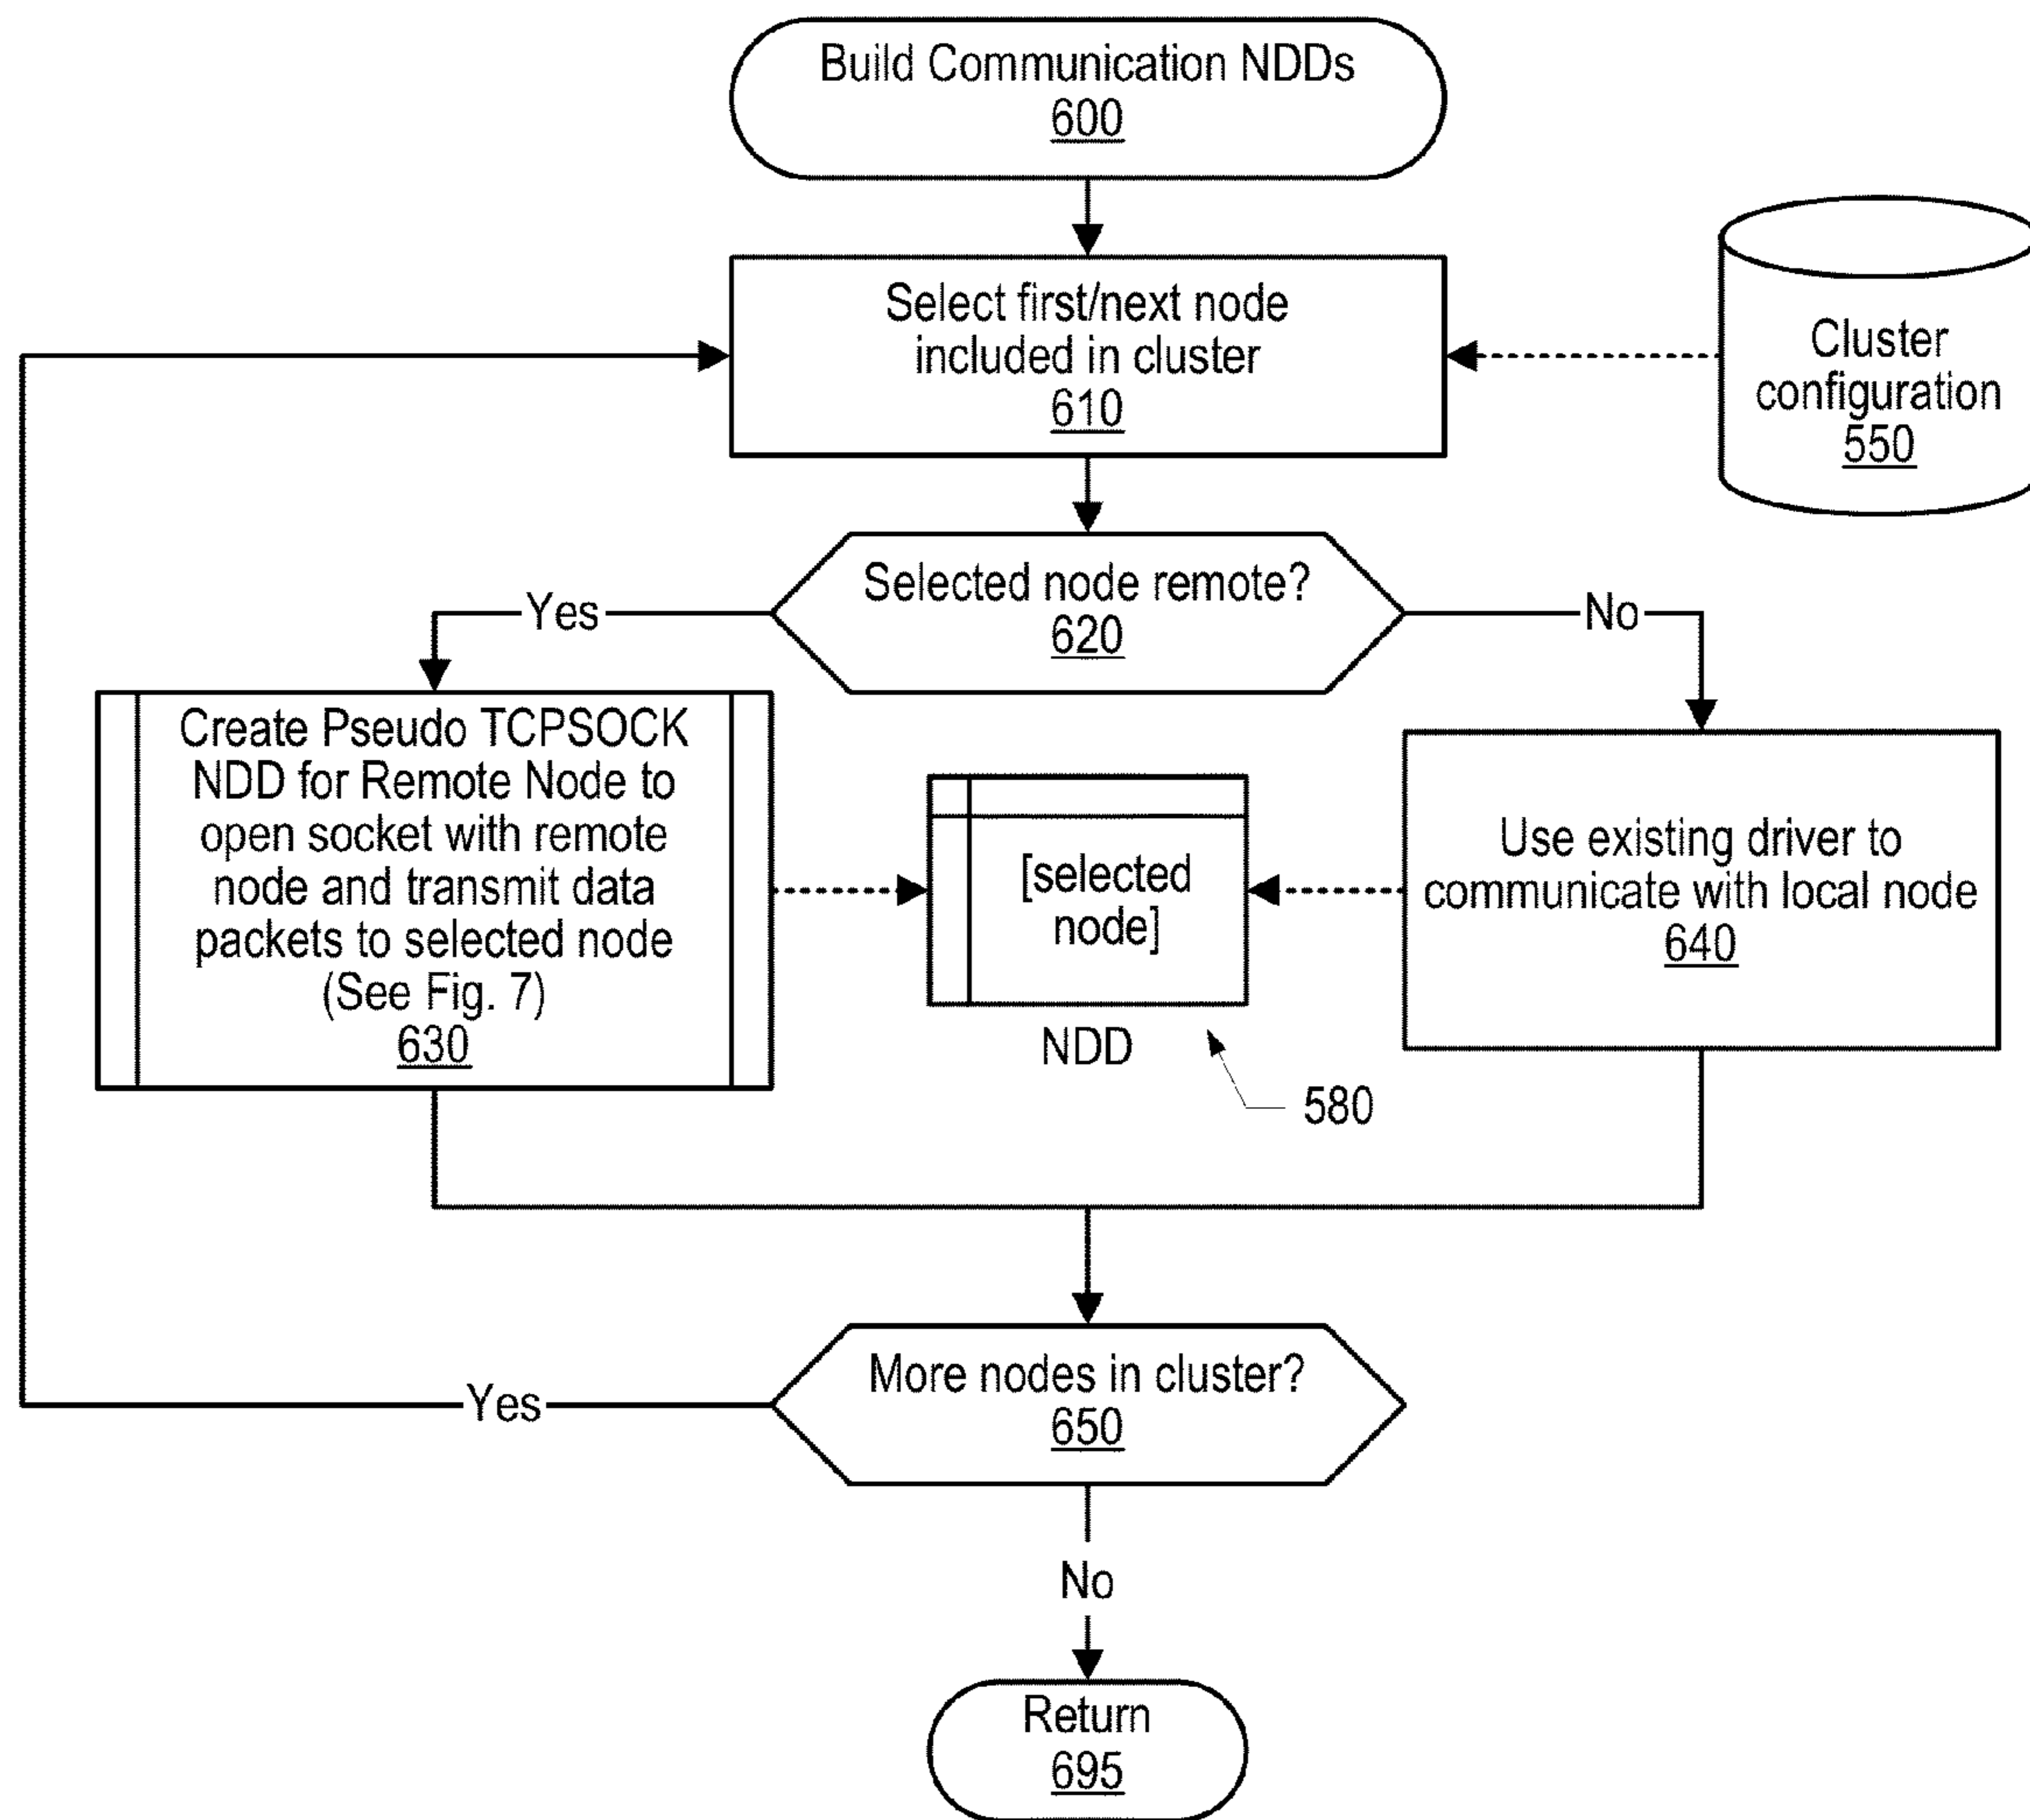 Build Communication NDDs
600
Select first/next node
included in cluster
610
Cluster
configuration
550
Selected node remote?
620
Yes
No
Create Pseudo TCPSOCK
NDD for Remote Node to
open socket with remote
node and transmit data
packets to selected node
(See Fig. 7)
630
[selected
node]
NDD
580
Use existing driver to
communicate with local node
640
More nodes in cluster?
650
Yes
No
Return
695